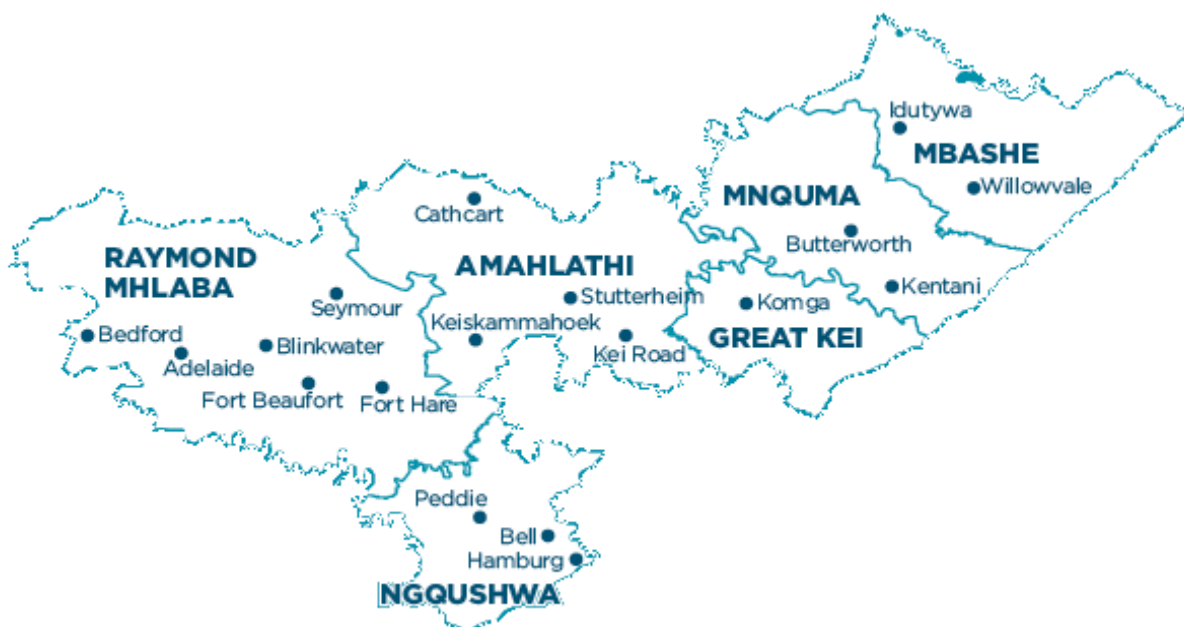 Idutywa
MBASHE
Willowvale
MNQUMA
Butterworth
Kentani
Cathcart
AMAHLATHI
Stutterheim
Keiskammahoek
Kei Road
Komga
GREAT KEI
RAYMOND
MHLABA
Seymour
Bedford
Adelaide
Blinkwater
Fort Beaufort
Fort Hare
Peddie
Bell
Hamburg
NGQUSHWA